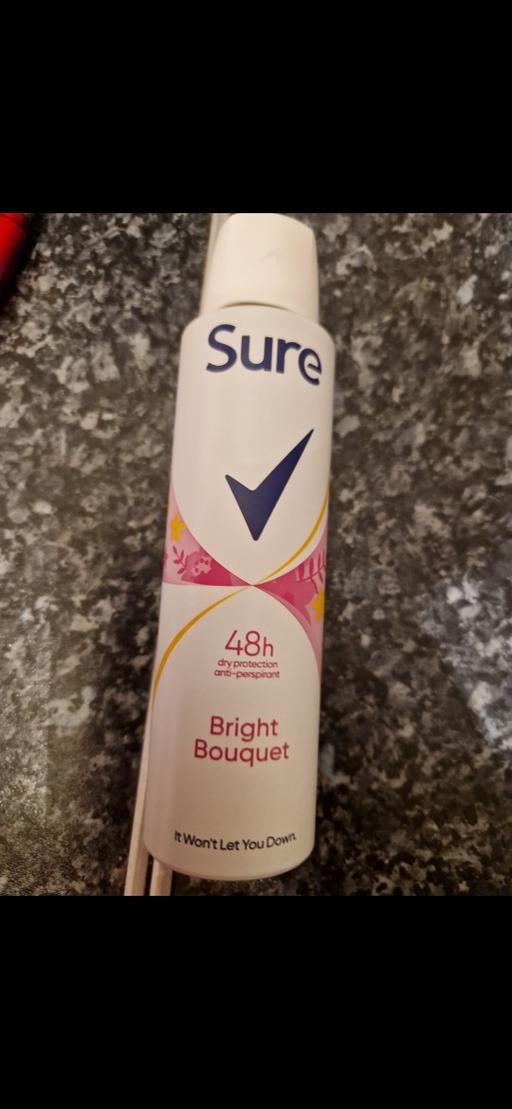 Sure
48h
dry protection
anti-perspirant
Bright
Bouquet
It Won't Let You Down.